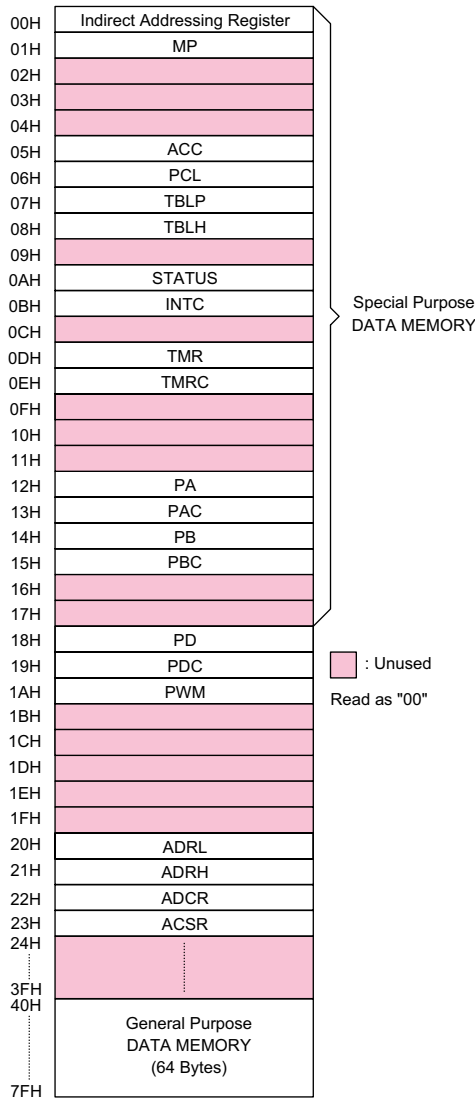 00H Indirect Addressing Register
01H MP
02H
03H
04H
05H ACC
06H PCL
07H TBLP
08H TBLH
09H
0AH STATUS
0BH INTC
Special Purpose
DATA MEMORY
0CH
0DH TMR
0EH TMRC
0FH
10H
11H
12H PA
13H PAC
14H PB
15H PBC
16H
17H
18H PD
19H PDC
: Unused
1AH PWM
Read as "00"
1BH
1CH
1DH
1EH
1FH
20H ADRL
21H ADRH
22H ADCR
23H ACSR
24H
3FH
40H
General Purpose
DATA MEMORY
(64 Bytes)
7FH